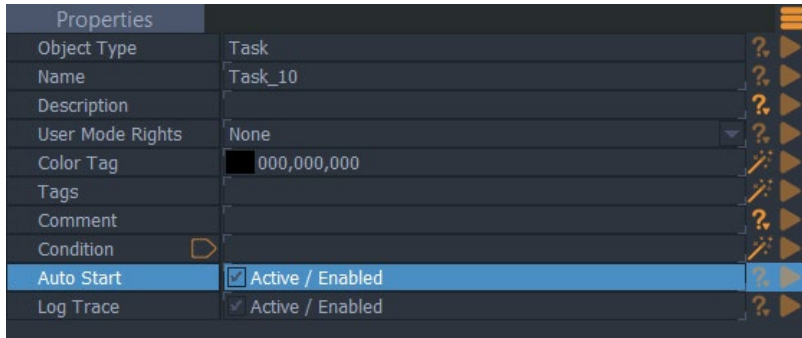 Properties
Object Type Task
Name Task_10
Description
User Mode Rights None
Color Tag 000,000,000
Tags
Comment
Condition
Auto Start Active / Enabled
Log Trace Active / Enabled